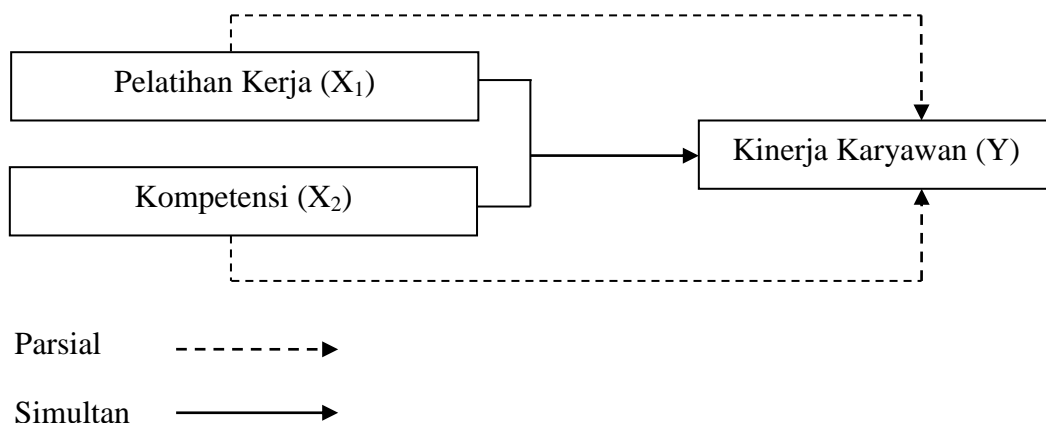 Pelatihan Kerja (X₁)
Kinerja Karyawan (Y)
Kompetensi (X₂)
Parsial
Simultan